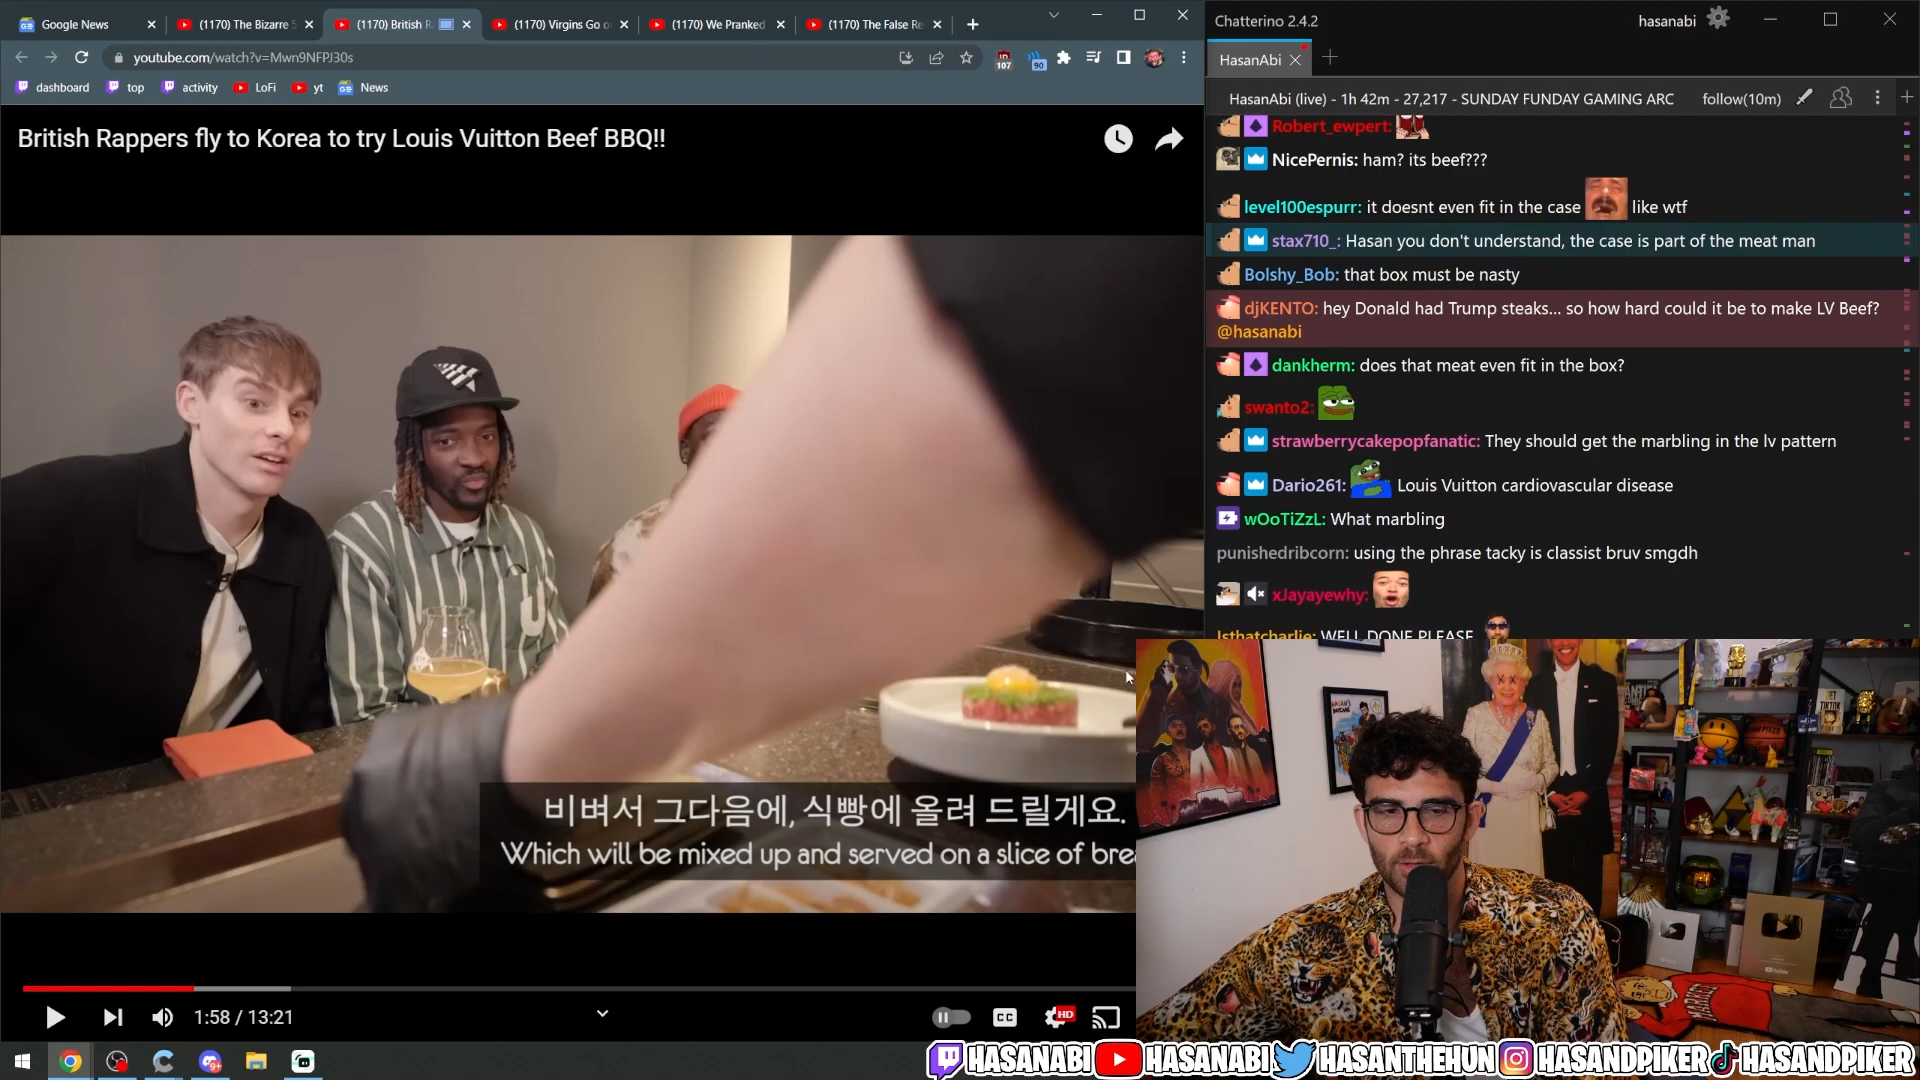 Google News
(1170) The Bizarre S
(1170) British R
(1170) Virgins Go o
(1170) We Pranked
(1170) The False Re
youtube.com/watch?v=Mwn9NFPJ30s
107
90
dashboard
top
activity
LoFi
yt
News
British Rappers fly to Korea to try Louis Vuitton Beef BBQ!!
비벼서 그다음에, 식빵에 올려 드릴게요.
Which will be mixed up and served on a slice of brea
1:58 / 13:21
CC
HD
Chatterino 2.4.2
hasanabi
HasanAbi
HasanAbi (live) - 1h 42m - 27,217 - SUNDAY FUNDAY GAMING ARC
follow(10m)
Robert_ewpert:
NicePernis: ham? its beef???
level100espurr: it doesnt even fit in the case like wtf
stax710_: Hasan you don't understand, the case is part of the meat man
Bolshy_Bob: that box must be nasty
djKENTO: hey Donald had Trump steaks... so how hard could it be to make LV Beef?
@hasanabi
dankherm: does that meat even fit in the box?
swanto2:
strawberrycakepopfanatic: They should get the marbling in the lv pattern
Dario261: Louis Vuitton cardiovascular disease
wOoTiZzL: What marbling
punishedribcorn: using the phrase tacky is classist bruv smgdh
xJayayewhy:
Isthatcharlie: WELL DONE PLEASE
HASANABI
HASANABI
HASANTHEHUN
HASANDPIKER
HASANDPIKER